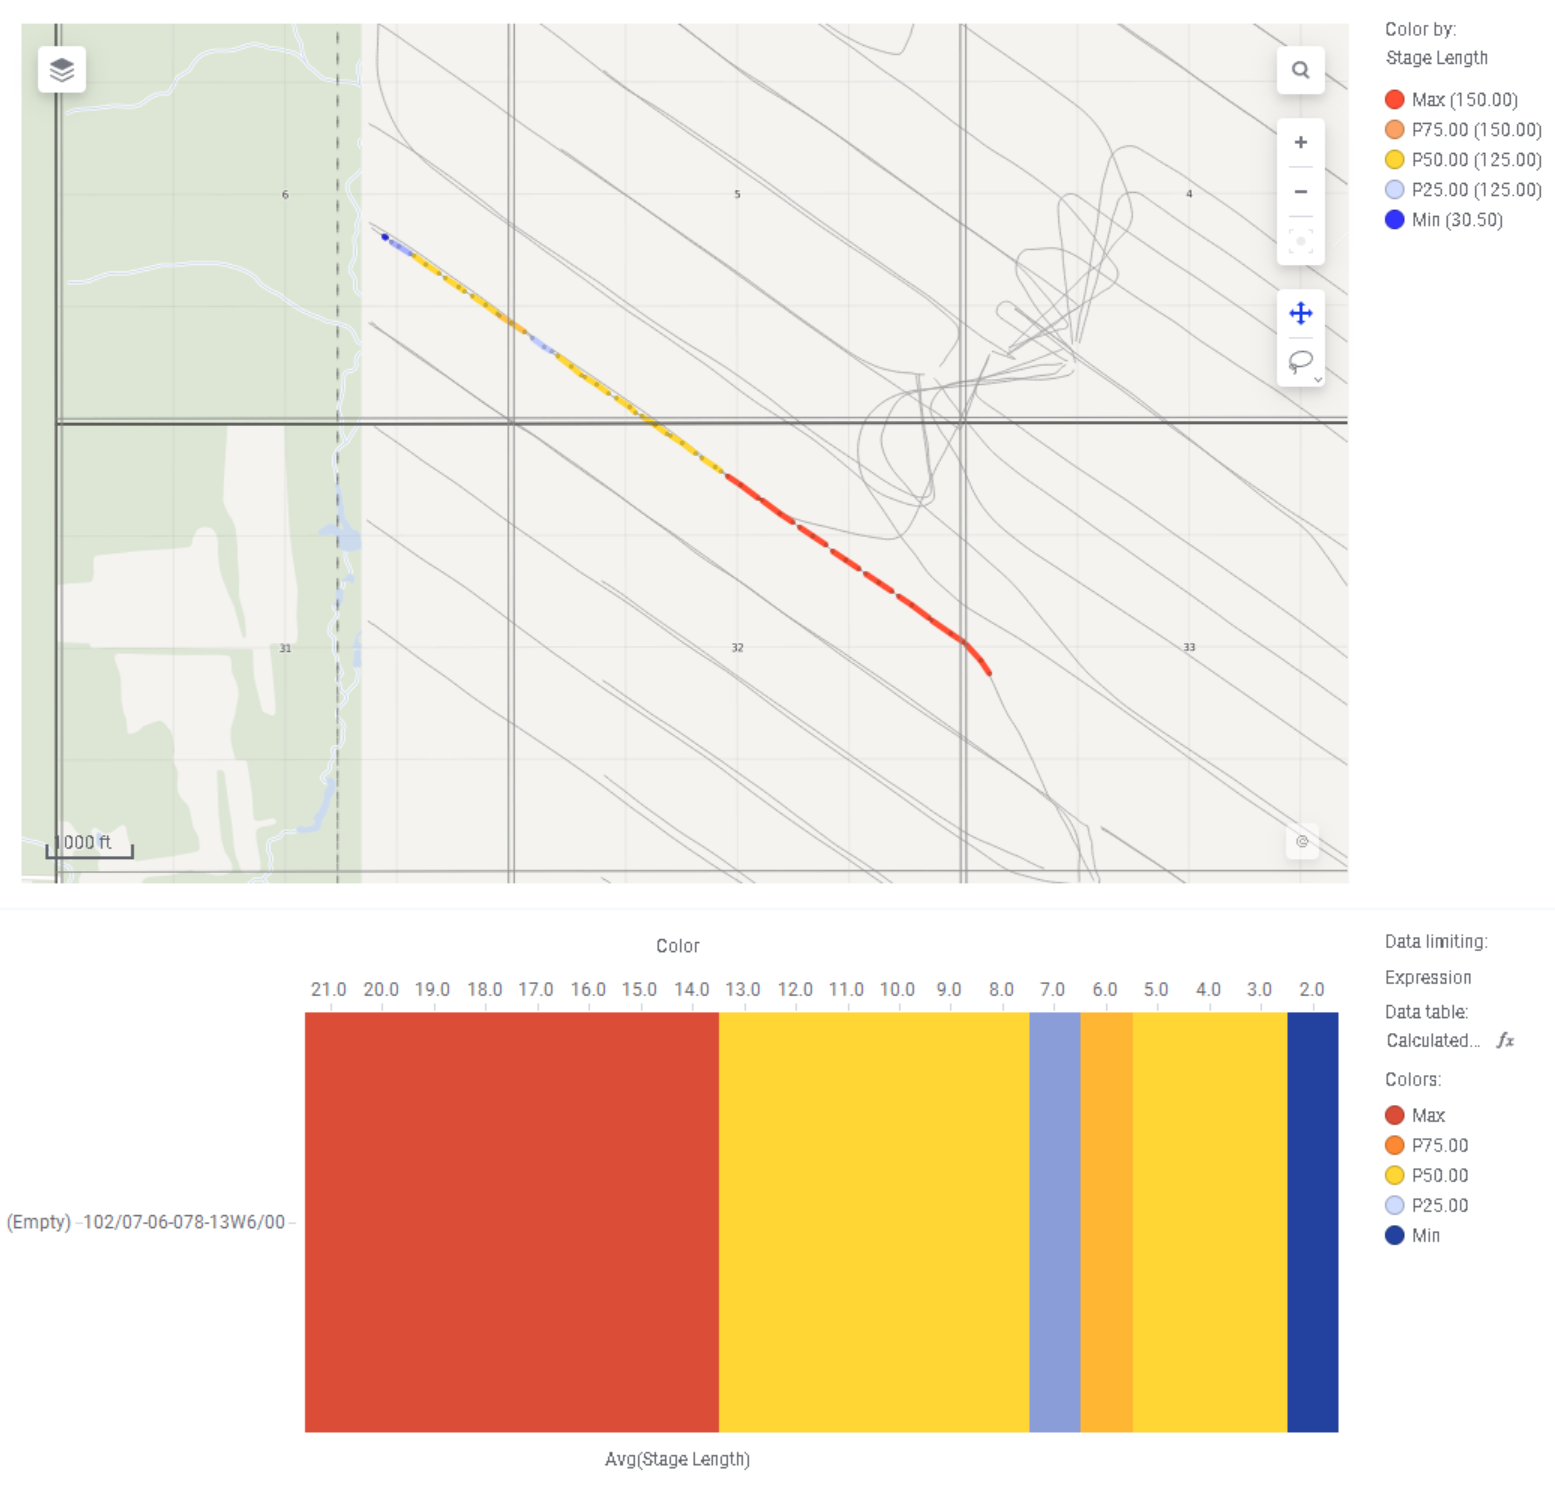 Color by:
Stage Length
Max (150.00)
P75.00 (150.00)
P50.00 (125.00)
P25.00 (125.00)
Min (30.50)
6
5
4
31
32
33
1000 ft
Color
21.0 20.0 19.0 18.0 17.0 16.0 15.0 14.0 13.0 12.0 11.0 10.0 9.0 8.0 7.0 6.0 5.0 4.0 3.0 2.0
(Empty) 102/07-06-078-13W6/00
Avg(Stage Length)
Data limiting:
Expression
Data table:
Calculated... fx
Colors:
Max
P75.00
P50.00
P25.00
Min